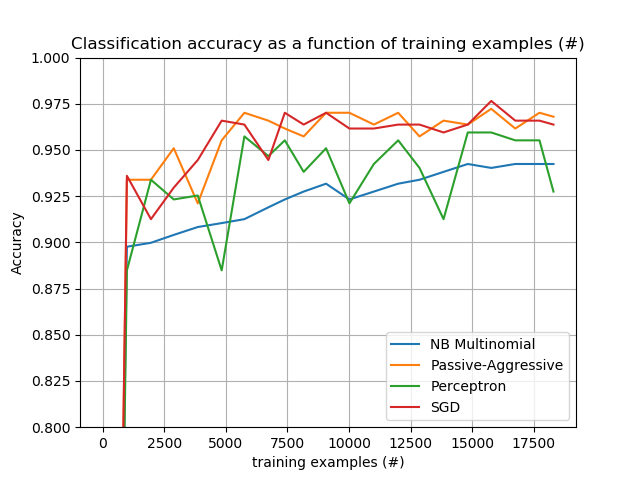 Classification accuracy as a function of training examples (#)
1.000
0.975
0.950
0.925
0.900
0.875
0.850
0.825
0.800
Accuracy
NB Multinomial
Passive-Aggressive
Perceptron
SGD
0 2500 5000 7500 10000 12500 15000 17500
training examples (#)